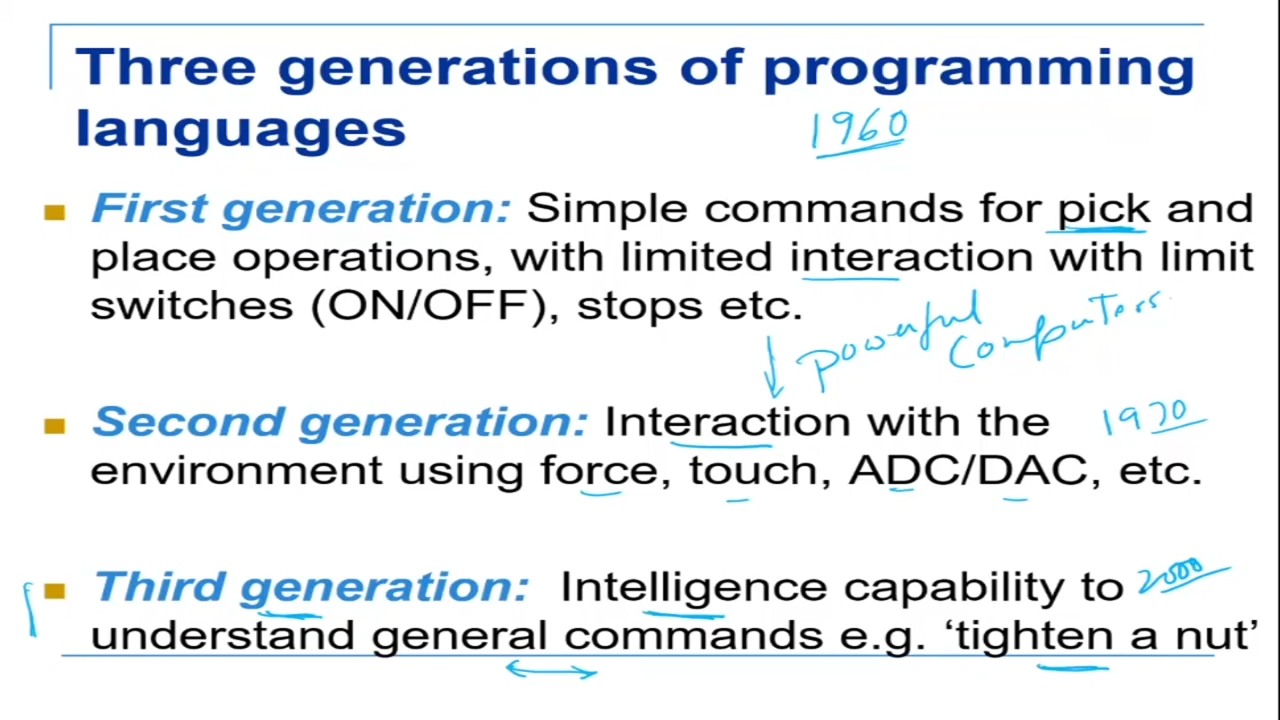 Three generations of programming
languages
1960
First generation: Simple commands for pick and
place operations, with limited interaction with limit
switches (ON/OFF), stops etc.
powerful
computers
Second generation: Interaction with the
1970
environment using force, touch, ADC/DAC, etc.
Third generation: Intelligence capability to
2000
understand general commands e.g. ‘tighten a nut’